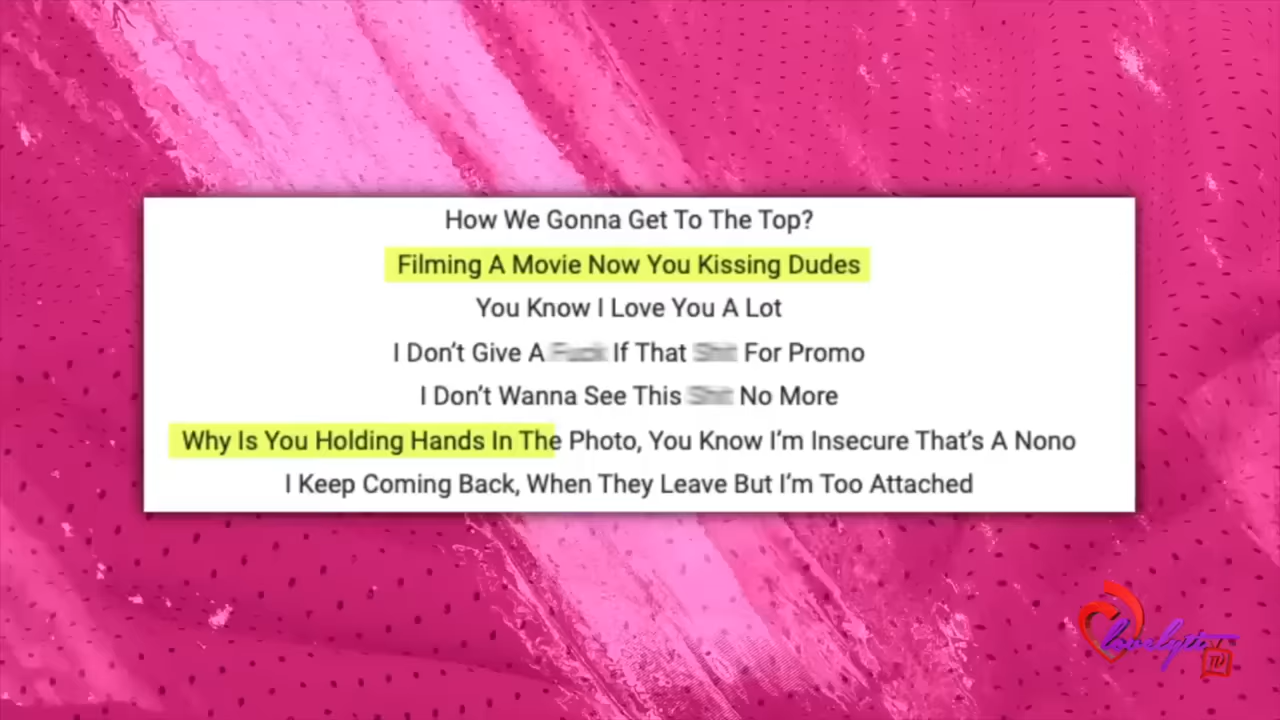 How We Gonna Get To The Top?
Filming A Movie Now You Kissing Dudes
You Know I Love You A Lot
I Don't Give A If That For Promo
I Don't Wanna See This No More
Why Is You Holding Hands In The Photo, You Know I'm Insecure That's A Nono
I Keep Coming Back, When They Leave But I'm Too Attached
lovelyti
TV